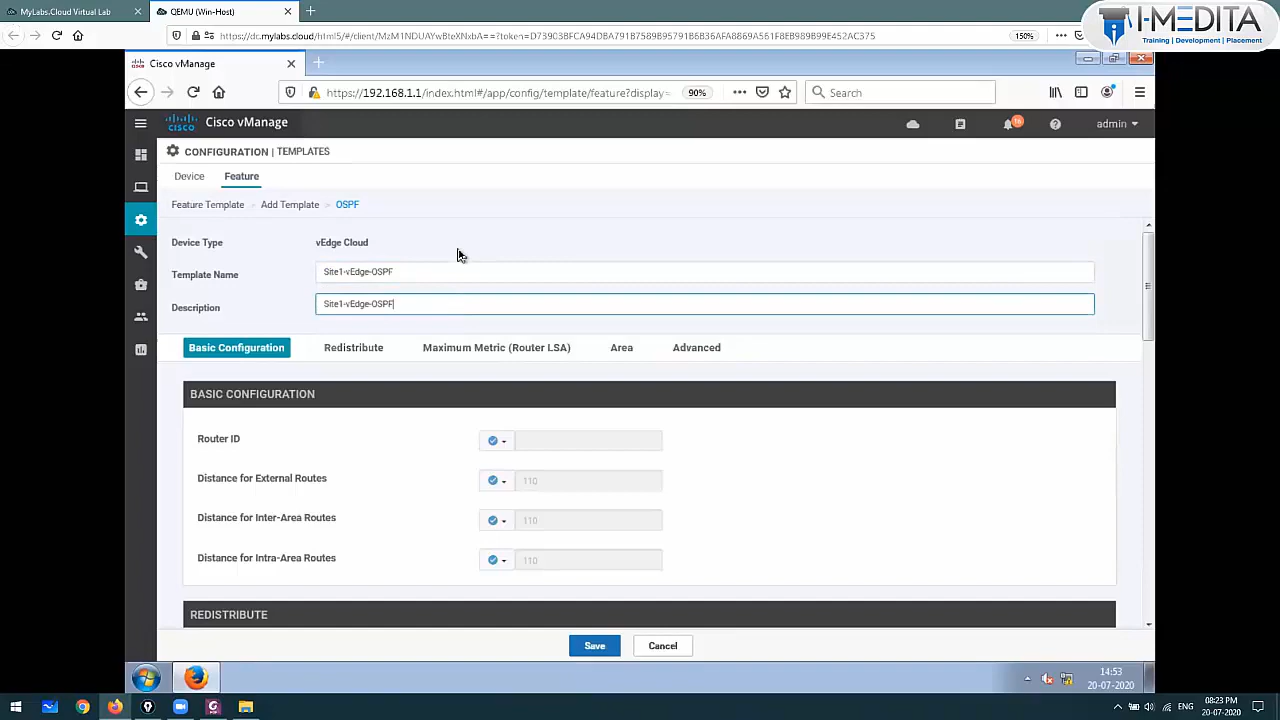 MyLabs.Cloud Virtual Lab
QEMU (Win-Host)
150%
I-MEDITA
Training | Development | Placement
Cisco vManage
https://192.168.1.1/index.html#/app/config/template/feature?display=
90%
Search
CISCO
Cisco vManage
16
admin
CONFIGURATION | TEMPLATES
Device
Feature
Feature Template > Add Template > OSPF
Device Type
vEdge Cloud
Template Name
Site1-vEdge-OSPF
Description
Site1-vEdge-OSPF
Basic Configuration
Redistribute
Maximum Metric (Router LSA)
Area
Advanced
BASIC CONFIGURATION
Router ID
Distance for External Routes
110
Distance for Inter-Area Routes
110
Distance for Intra-Area Routes
110
REDISTRIBUTE
Save
Cancel
14:53
20-07-2020
ENG
08:23 PM
20-07-2020